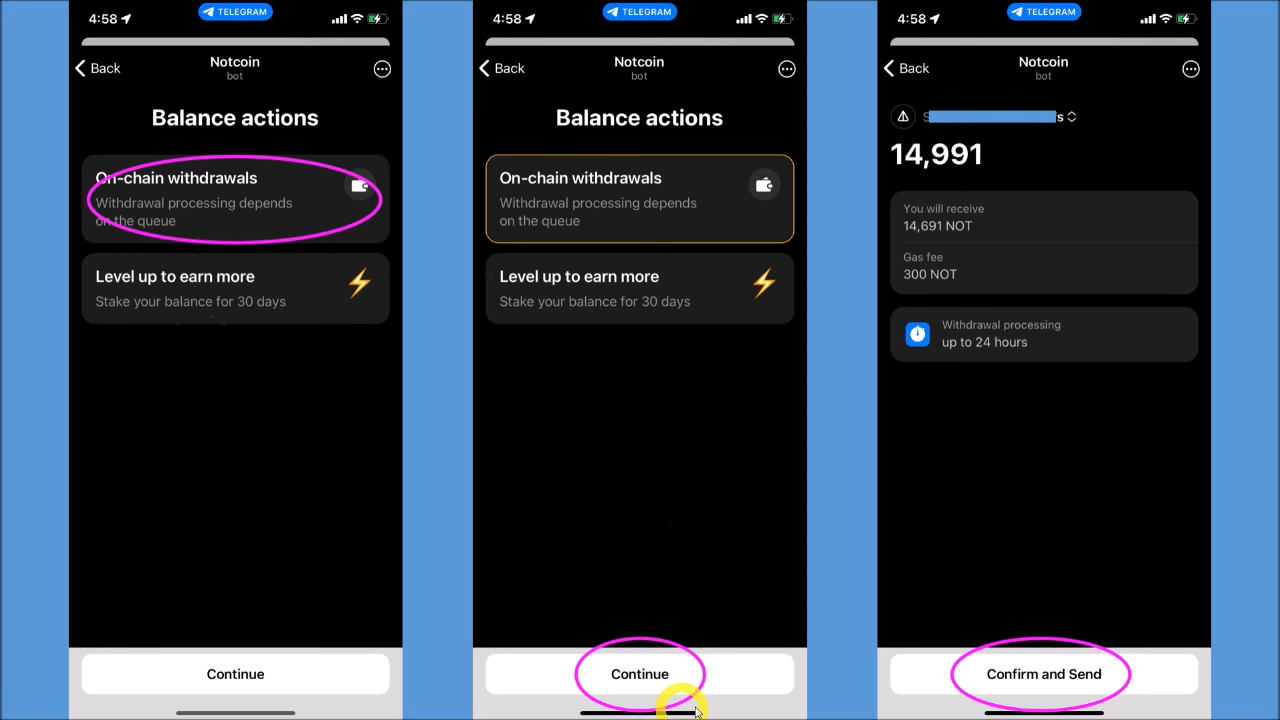 4:58
TELEGRAM
Back
Notcoin
bot
Balance actions
On-chain withdrawals
Withdrawal processing depends
on the queue
Level up to earn more
Stake your balance for 30 days
Continue
4:58
TELEGRAM
Back
Notcoin
bot
Balance actions
On-chain withdrawals
Withdrawal processing depends
on the queue
Level up to earn more
Stake your balance for 30 days
Continue
4:58
TELEGRAM
Back
Notcoin
bot
14,991
You will receive
14,691 NOT
Gas fee
300 NOT
Withdrawal processing
up to 24 hours
Confirm and Send